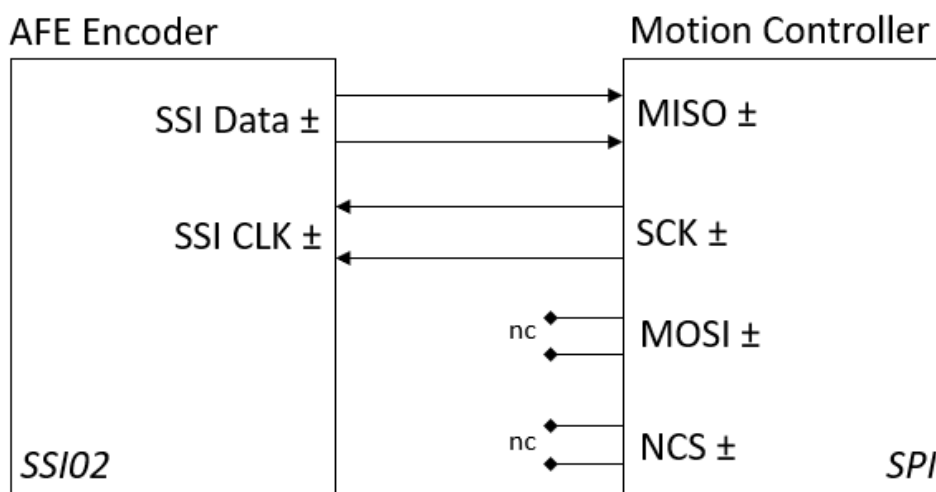 AFE Encoder
Motion Controller
SSI Data ±
MISO ±
SSI CLK ±
SCK ±
nc
MOSI ±
nc
NCS ±
SSI02
SPI